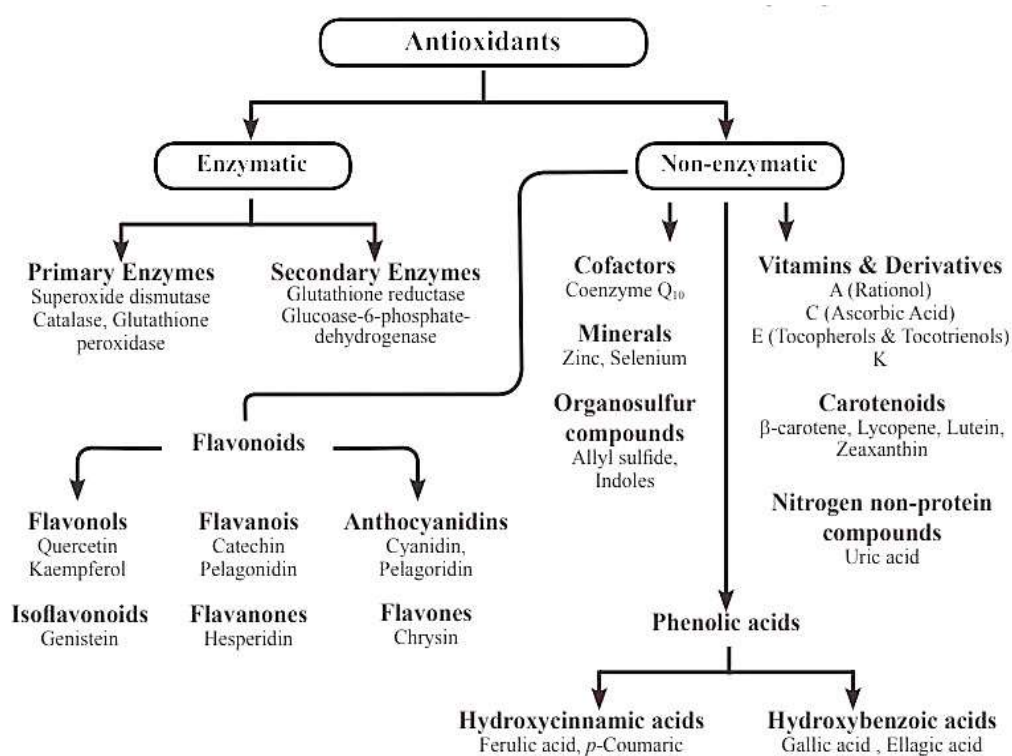 Antioxidants
Enzymatic
Non-enzymatic
Primary Enzymes
Superoxide dismutase
Catalase, Glutathione
peroxidase
Secondary Enzymes
Glutathione reductase
Glucoase-6-phosphate-
dehydrogenase
Cofactors
Coenzyme Q₁₀
Minerals
Zinc, Selenium
Organosulfur
compounds
Allyl sulfide,
Indoles
Vitamins & Derivatives
A (Rationol)
C (Ascorbic Acid)
E (Tocopherols & Tocotrienols)
K
Carotenoids
β-carotene, Lycopene, Lutein,
Zeaxanthin
Nitrogen non-protein
compounds
Uric acid
Flavonoids
Flavonols
Quercetin
Kaempferol
Flavanois
Catechin
Pelagonidin
Anthocyanidins
Cyanidin,
Pelagoridin
Isoflavonoids
Genistein
Flavanones
Hesperidin
Flavones
Chrysin
Phenolic acids
Hydroxycinnamic acids
Ferulic acid, p-Coumaric
Hydroxybenzoic acids
Gallic acid , Ellagic acid